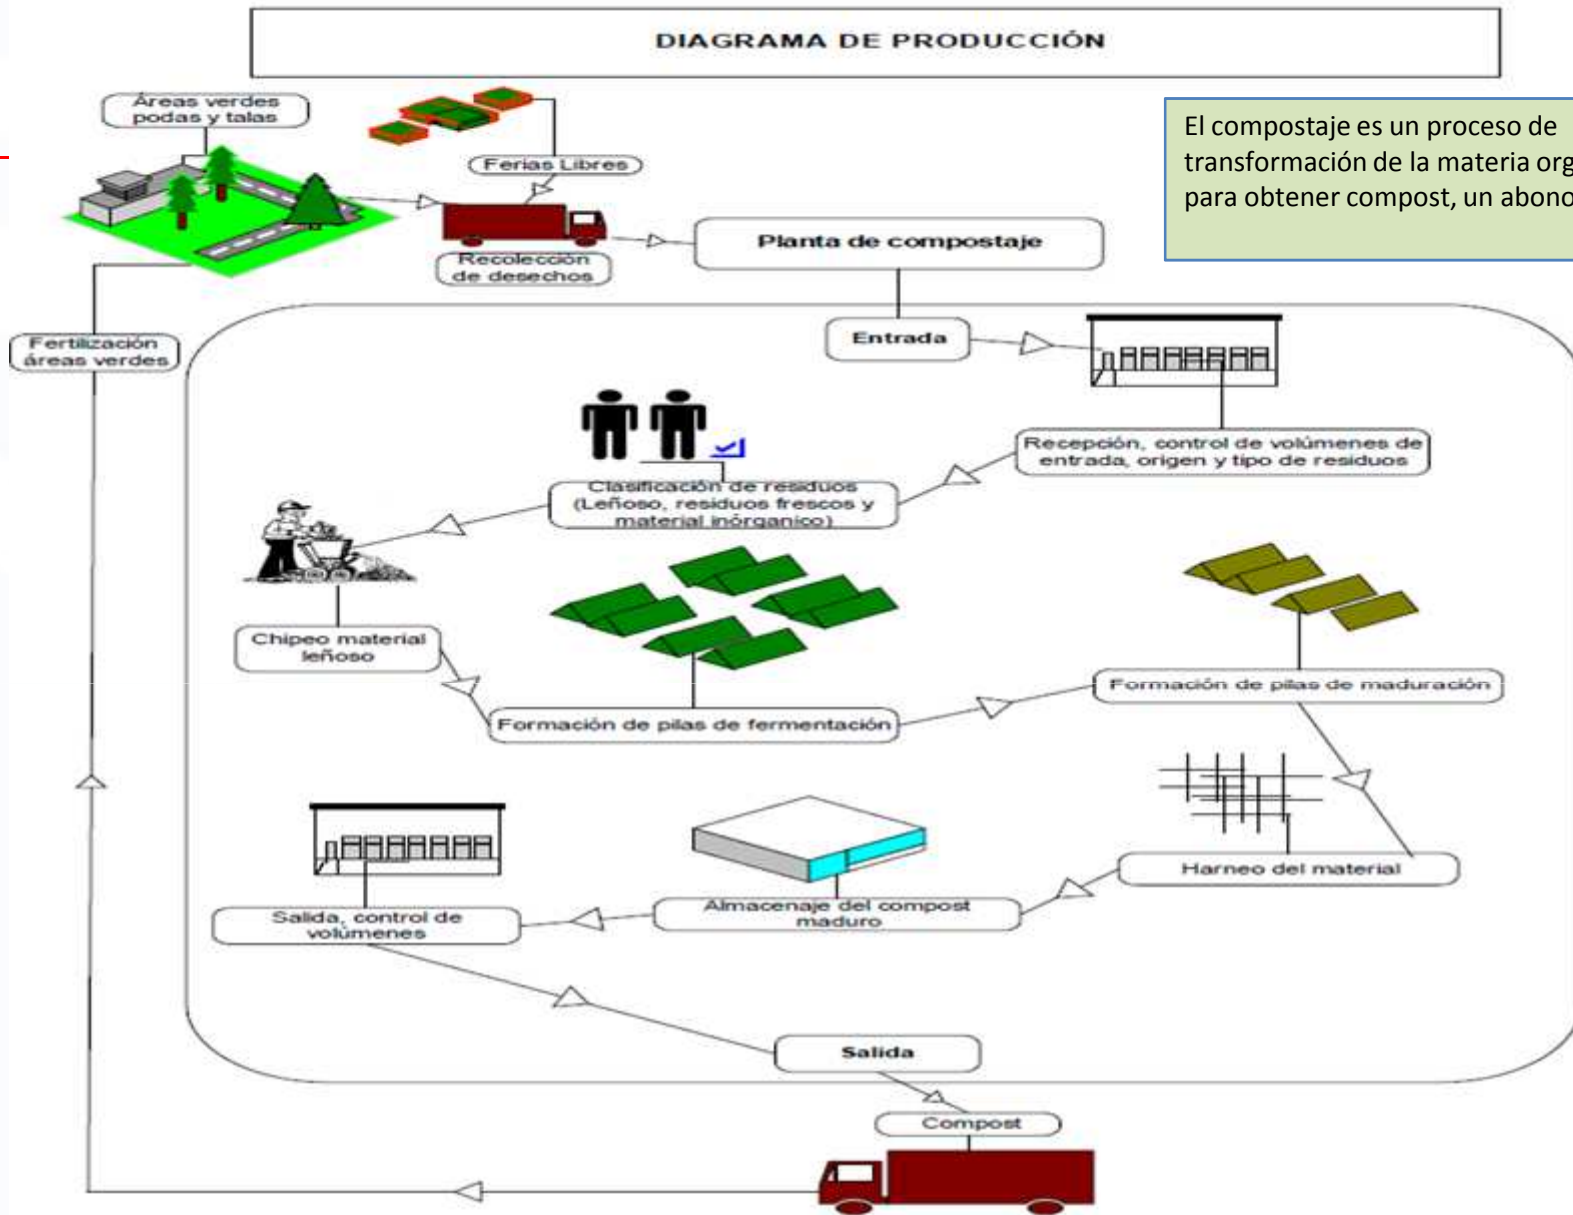 DIAGRAMA DE PRODUCCIÓN
Áreas verdes
podas y talas
Ferias Libres
El compostaje es un proceso de
transformación de la materia org
para obtener compost, un abono
Recolección
de desechos
Planta de compostaje
Fertilización
áreas verdes
Entrada
Recepción, control de volúmenes de
entrada, origen y tipo de residuos
Clasificación de residuos
(Leñoso, residuos frescos y
material inórganico)
Chipeo material
leñoso
Formación de pilas de fermentación
Formación de pilas de maduración
Harneo del material
Almacenaje del compost
maduro
Salida, control de
volúmenes
Salida
Compost